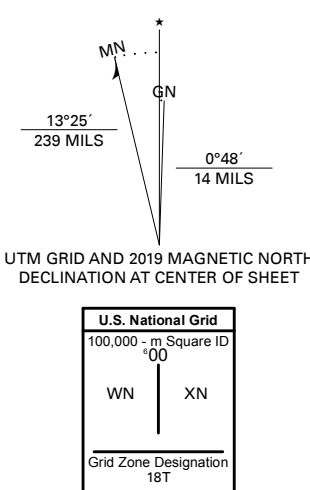 ★
MN
GN
13°25´
239 MILS
0°48´
14 MILS
UTM GRID AND 2019 MAGNETIC NORTH
DECLINATION AT CENTER OF SHEET
U.S. National Grid
100,000 - m Square ID
⁶00
WN XN
Grid Zone Designation
18T